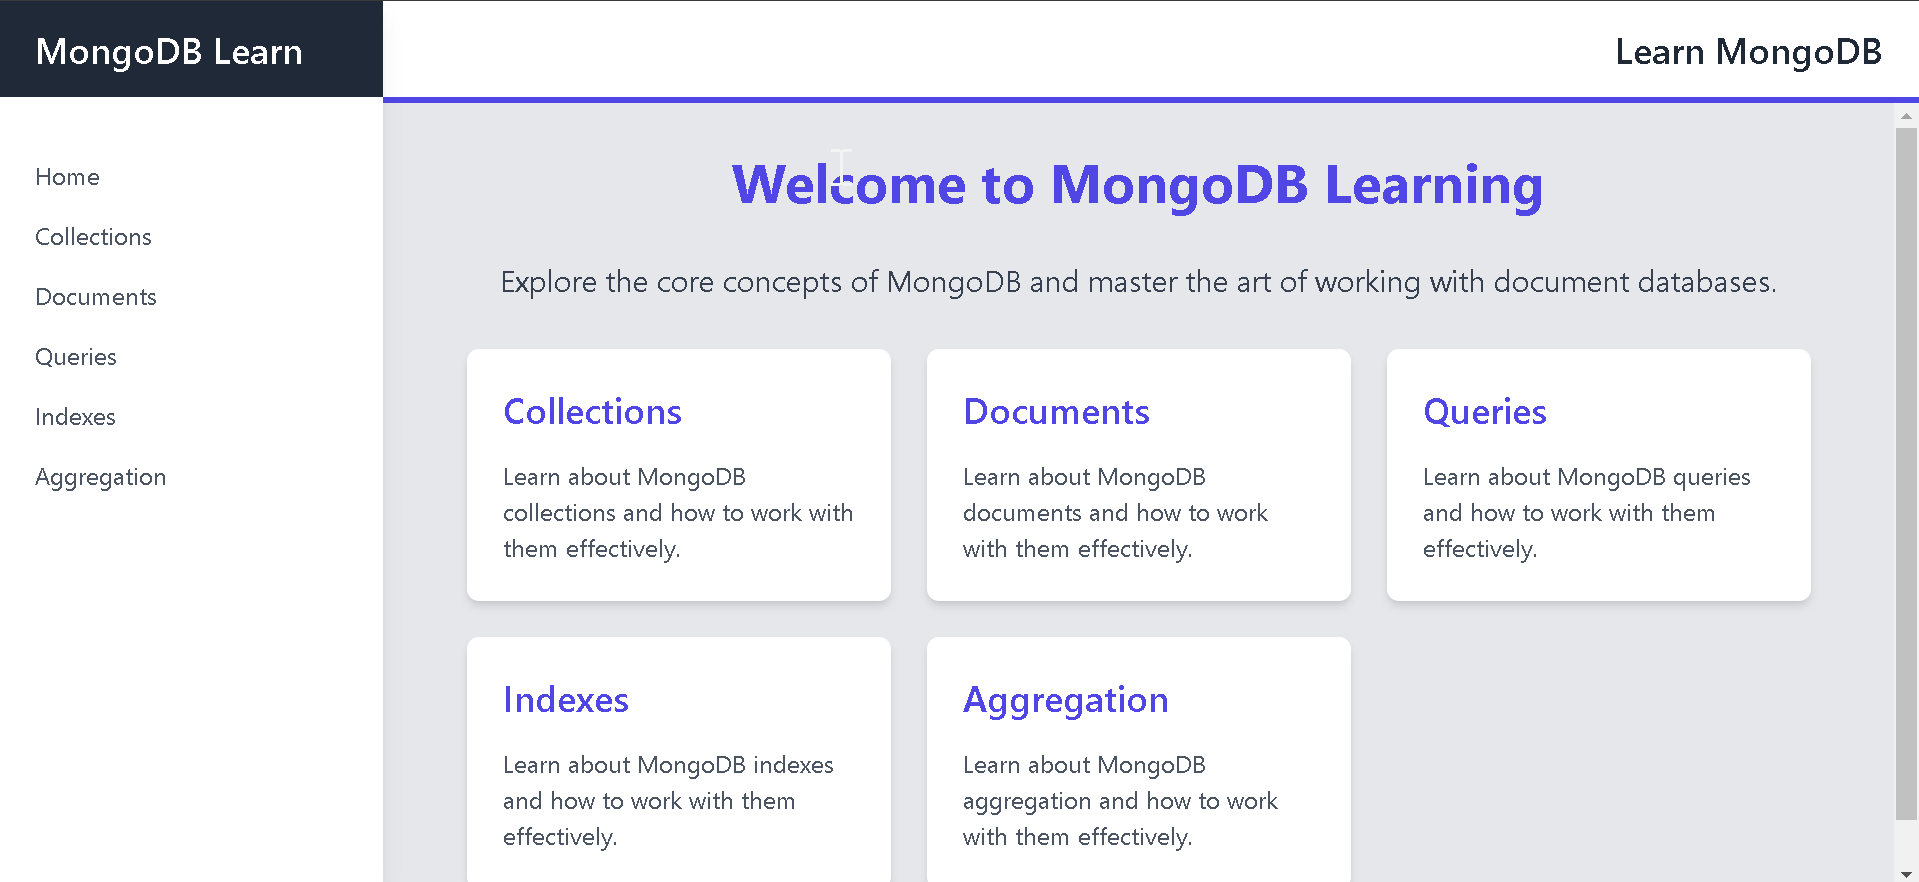 MongoDB Learn
Learn MongoDB
Home
Collections
Documents
Queries
Indexes
Aggregation
Welcome to MongoDB Learning
Explore the core concepts of MongoDB and master the art of working with document databases.
Collections
Learn about MongoDB
collections and how to work with
them effectively.
Documents
Learn about MongoDB
documents and how to work
with them effectively.
Queries
Learn about MongoDB queries
and how to work with them
effectively.
Indexes
Learn about MongoDB indexes
and how to work with them
effectively.
Aggregation
Learn about MongoDB
aggregation and how to work
with them effectively.